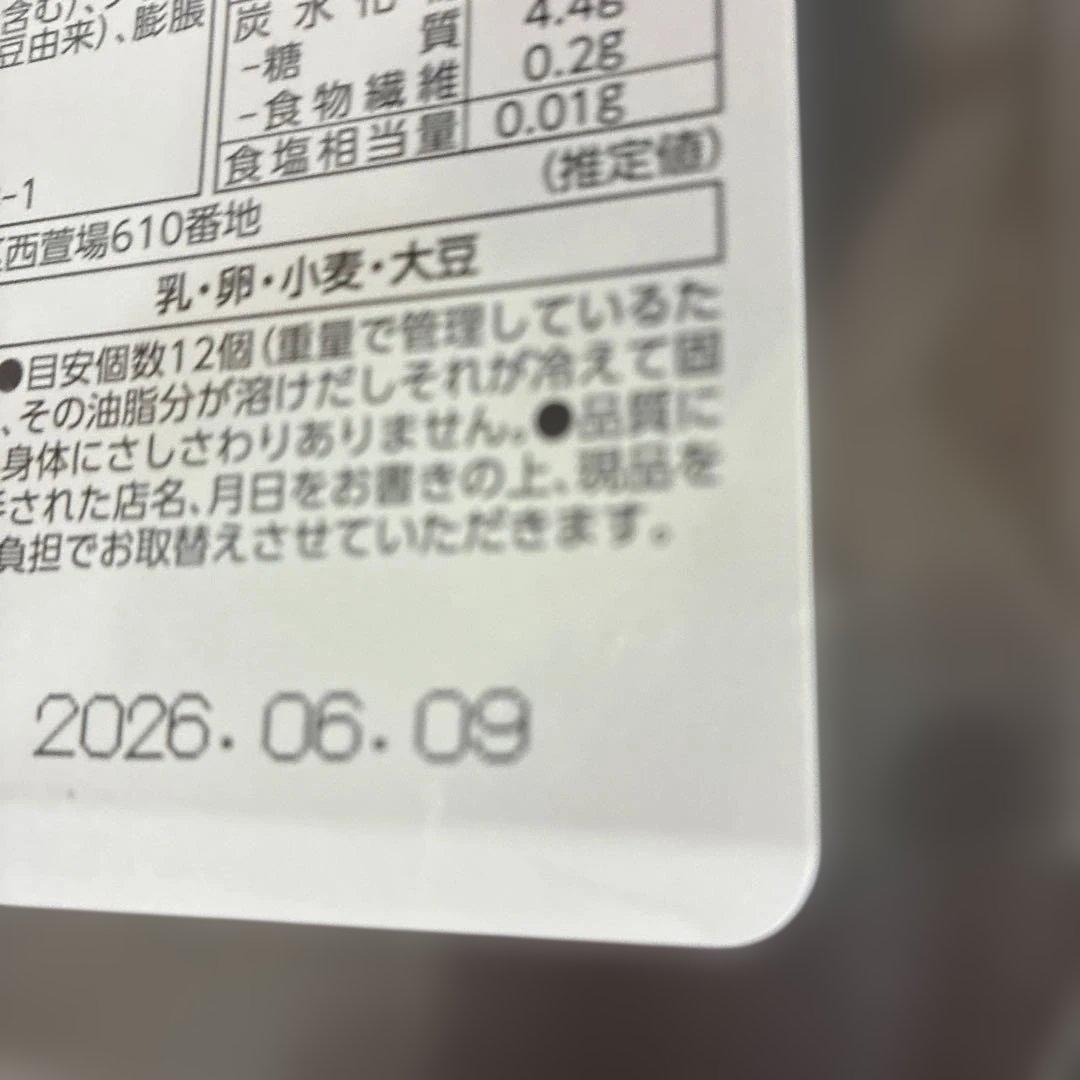 含む)、
豆由来)、膨脹
炭水化
4.4g
-糖質
0.2g
-食物繊維
0.01g
食塩相当量
(推定値)
-1
西萱場610番地
乳・卵・小麦・大豆
●目安個数12個(重量で管理しているた
、その油脂分が溶けだしそれが冷えて固
身体にさしさわりありません。●品質に
された店名、月日をお書きの上、現品を
負担でお取替えさせていただきます。
2026.06.09